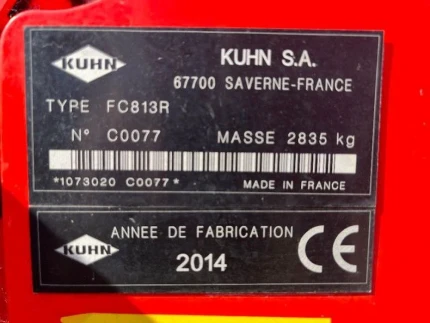 KUHN KUHN S.A.
67700 SAVERNE-FRANCE
TYPE FC813R
N° C0077 MASSE 2835 kg
*1073020 C0077* MADE IN FRANCE
KUHN ANNEE DE FABRICATION
2014 CE